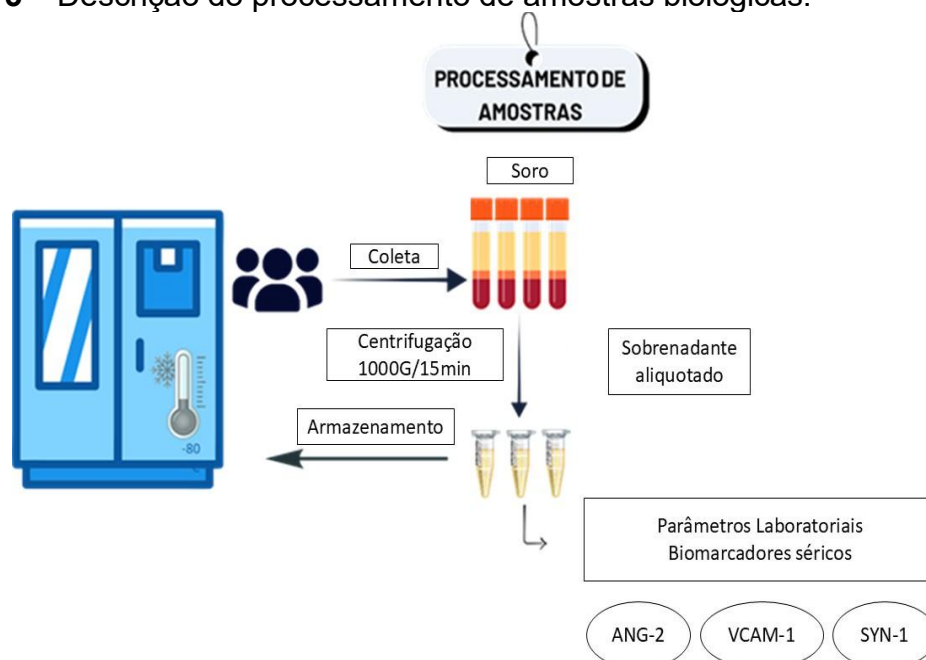 Descrição do processamento de amostras biológicas.
PROCESSAMENTO DE
AMOSTRAS
Soro
Coleta
Centrifugação
1000G/15min
Sobrenadante
aliquotado
Armazenamento
-80
Parâmetros Laboratoriais
Biomarcadores séricos
ANG-2
VCAM-1
SYN-1